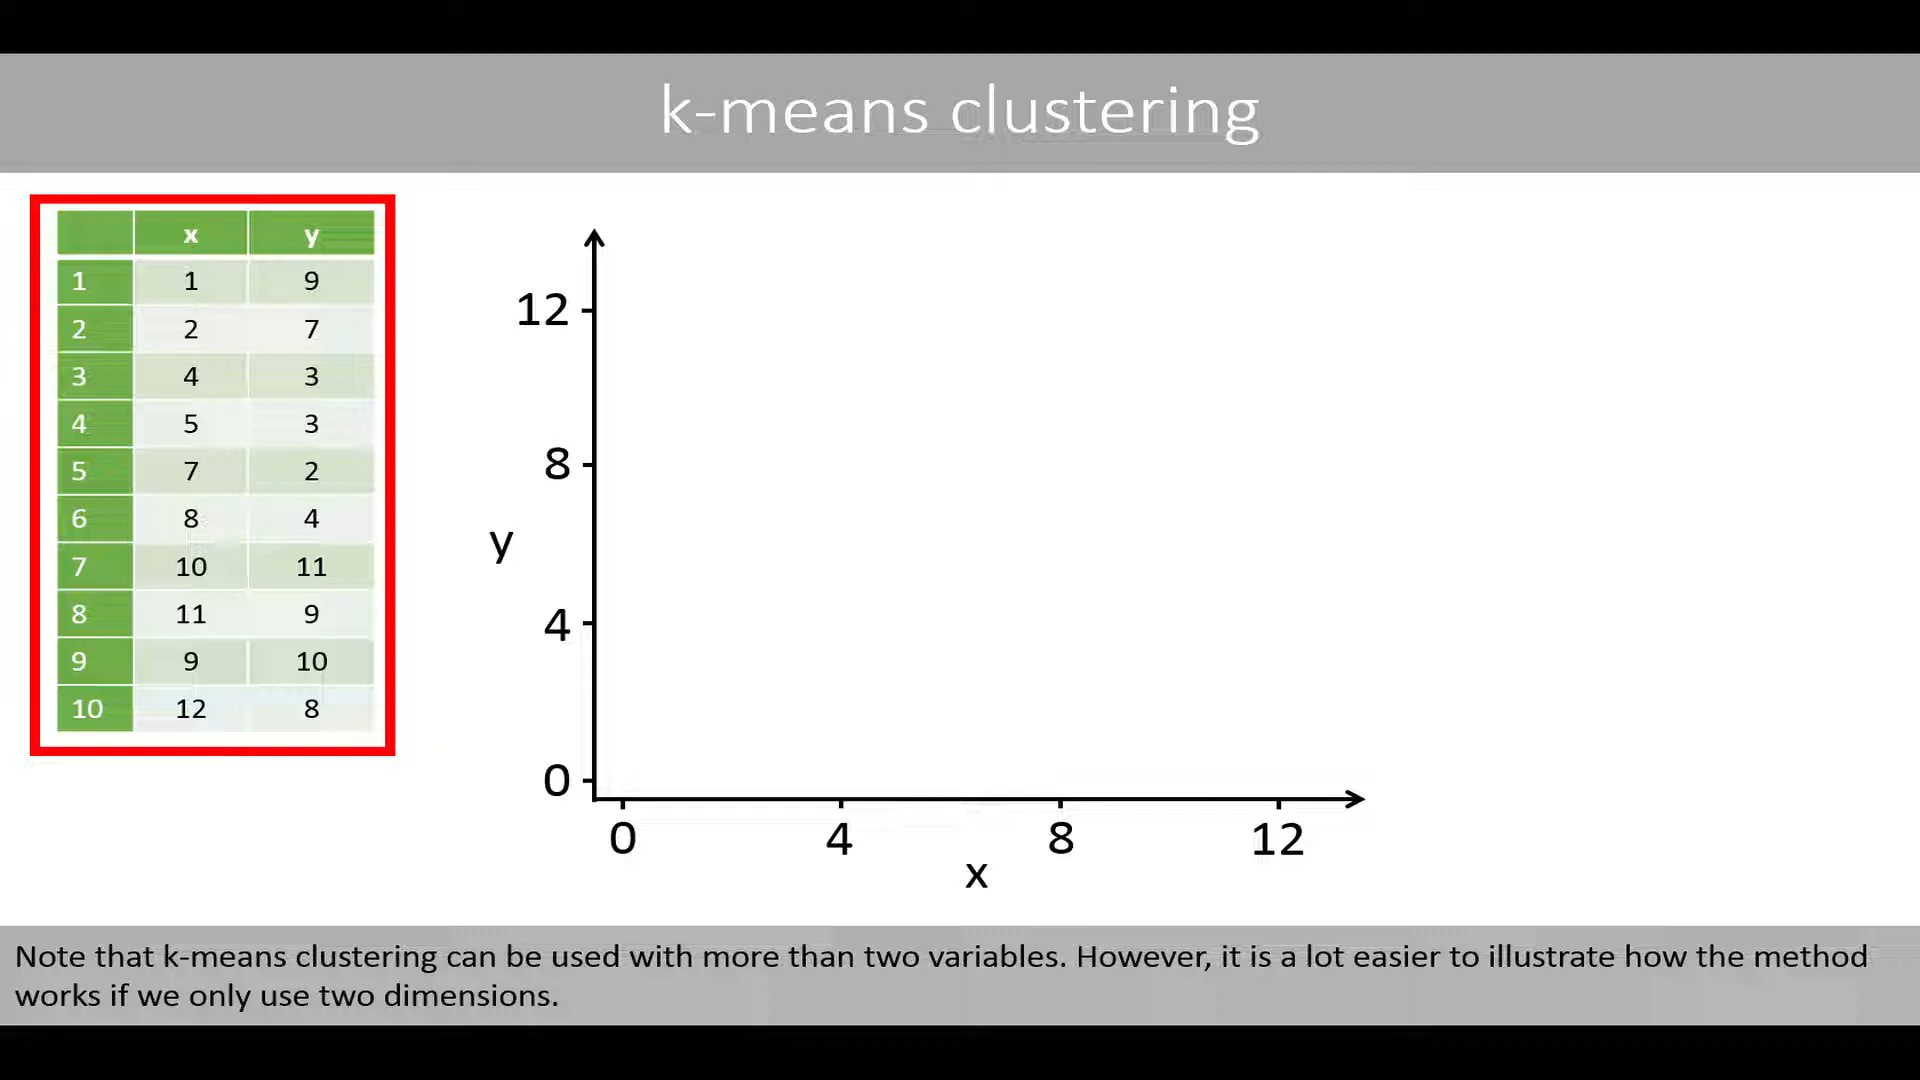 k-means clustering
x y
1 1 9
2 2 7
3 4 3
4 5 3
5 7 2
6 8 4
7 10 11
8 11 9
9 9 10
10 12 8
12
8
y
4
0
0 4 8 12
x
Note that k-means clustering can be used with more than two variables. However, it is a lot easier to illustrate how the method
works if we only use two dimensions.